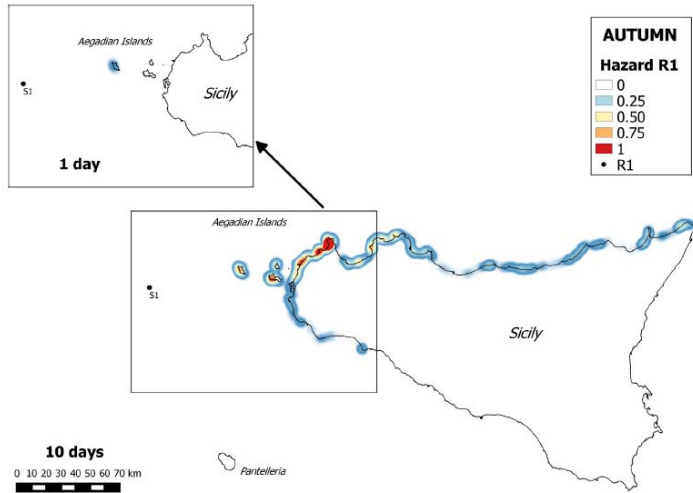 Aegadian Islands
S1
Sicily
1 day
AUTUMN
Hazard R1
0
0.25
0.50
0.75
1
R1
Aegadian Islands
S1
Sicily
10 days
0 10 20 30 40 50 60 70 km
Pantelleria